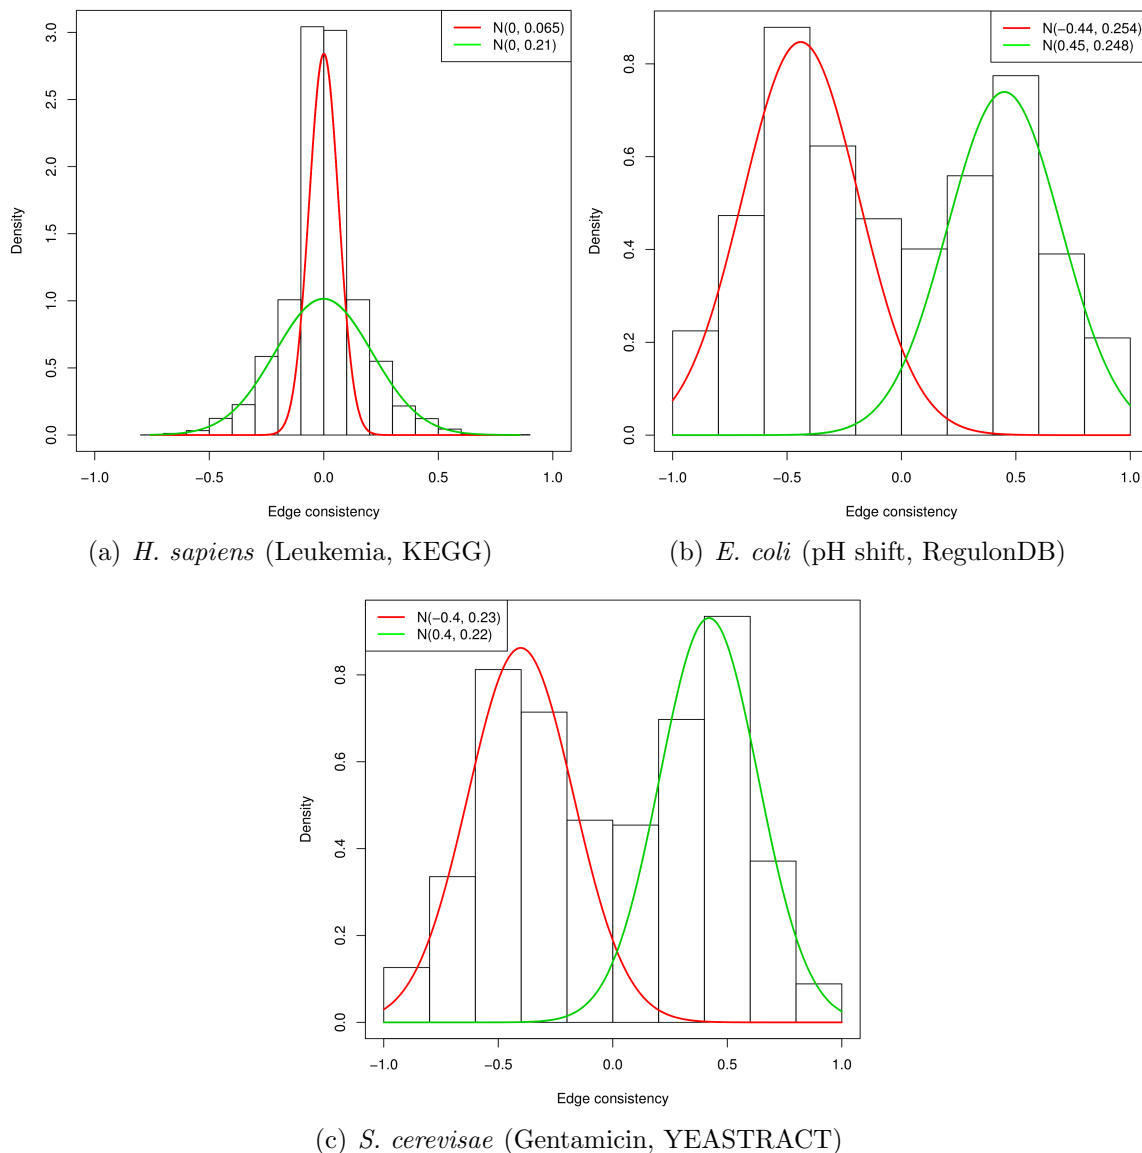 N(0, 0.065)
N(0, 0.21)
Density
0.0 0.5 1.0 1.5 2.0 2.5 3.0
−1.0 −0.5 0.0 0.5 1.0
Edge consistency
(a) H. sapiens (Leukemia, KEGG)
N(−0.44, 0.254)
N(0.45, 0.248)
Density
0.0 0.2 0.4 0.6 0.8
−1.0 −0.5 0.0 0.5 1.0
Edge consistency
(b) E. coli (pH shift, RegulonDB)
N(−0.4, 0.23)
N(0.4, 0.22)
Density
0.0 0.2 0.4 0.6 0.8
−1.0 −0.5 0.0 0.5 1.0
Edge consistency
(c) S. cerevisae (Gentamicin, YEASTRACT)